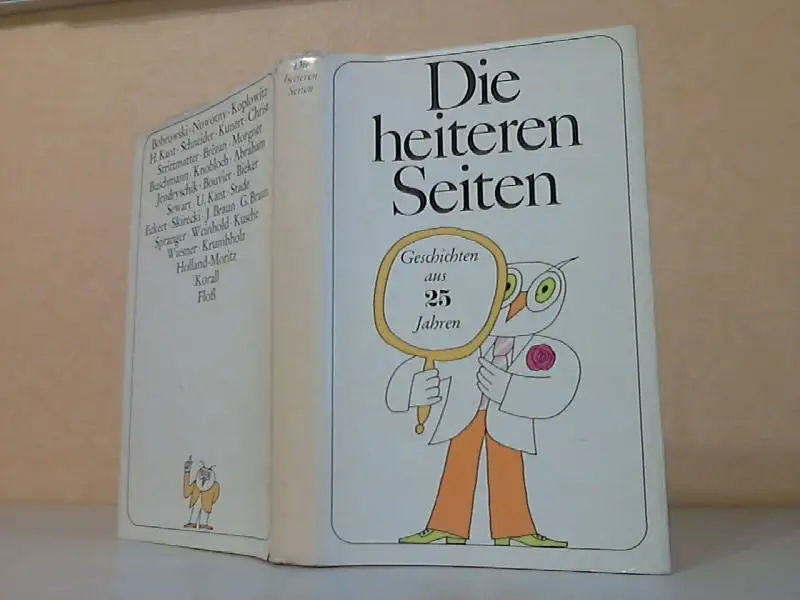 Die
heiteren
Seiten
Geschichten
aus
25
Jahren
Die
heiteren
Seiten
Bobrowski · Nowotny · Koplowitz
H. Kant · Schneider · Kunert · Christ
Strittmatter · Brězan · Morgner
Buschmann · Knobloch · Abraham
Jendryschik · Bouvier · Bieker
Sewart · U. Kant · Stade
Eckert · Skirecki · J. Braun · G. Braun
Spranger · Weinhold · Kusche
Wiesner · Krumbholz
Holland-Moritz
Korall
Floß